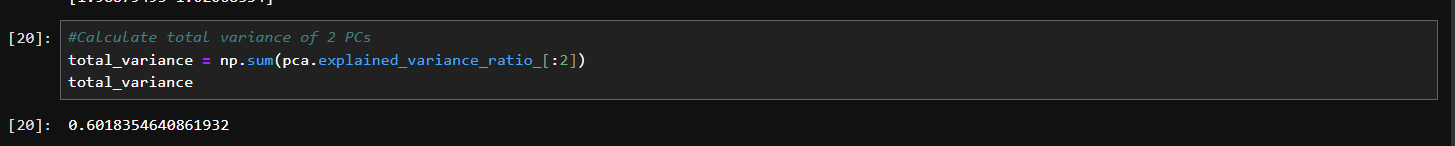 [20]: #Calculate total variance of 2 PCs
total_variance = np.sum(pca.explained_variance_ratio_[:2])
total_variance
[20]: 0.6018354640861932